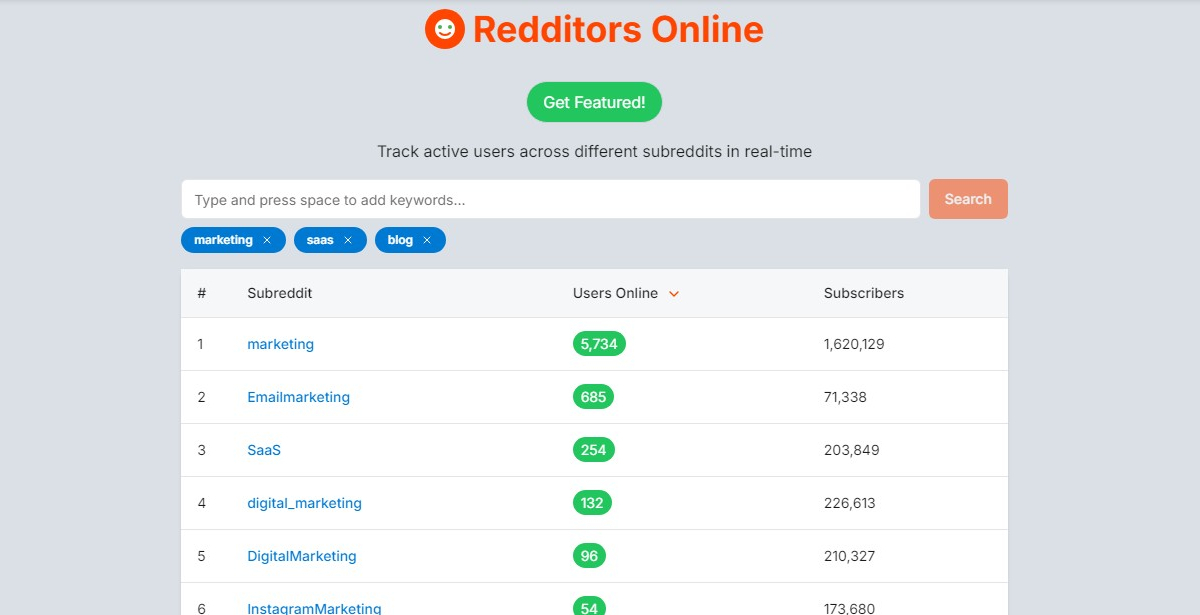 Redditors Online
Get Featured!
Track active users across different subreddits in real-time
Type and press space to add keywords...
Search
marketing × saas × blog ×
# Subreddit Users Online Subscribers
1 marketing 5,734 1,620,129
2 Emailmarketing 685 71,338
3 SaaS 254 203,849
4 digital_marketing 132 226,613
5 DigitalMarketing 96 210,327
6 InstagramMarketing 54 173,680